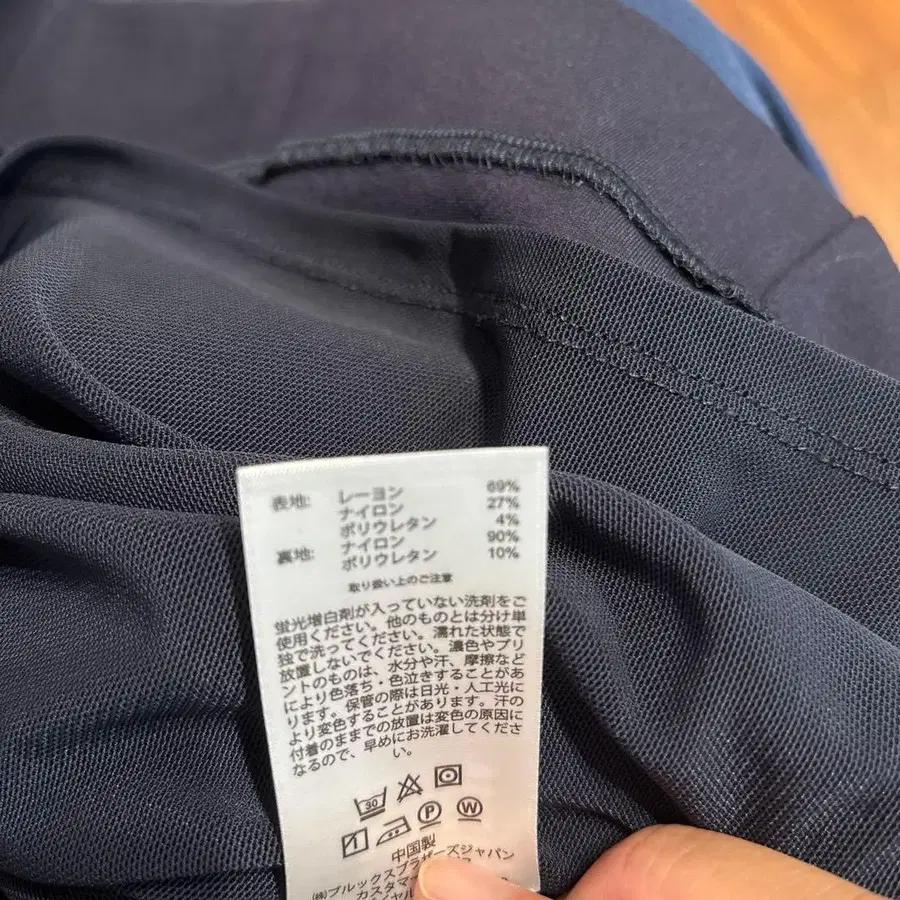 表地: レーヨン 69%
ナイロン 27%
ポリウレタン 4%
裏地: ナイロン 90%
ポリウレタン 10%
取り扱い上のご注意
蛍光増白剤が入っていない洗剤をご
使用ください。他のものとは分け単
独で洗ってください。濡れた状態で
放置しないでください。濃色やプリ
ントのものは、水分や汗、摩擦など
により色落ち・色泣きすることがあ
ります。保管の際は日光・人工光に
より変色することがあります。汗の
付着のままでの放置は変色の原因に
なるので、早めにお洗濯してくださ
い。
30
P W
中国製
(株)ブルックスブラザーズジャパン
カスタマ